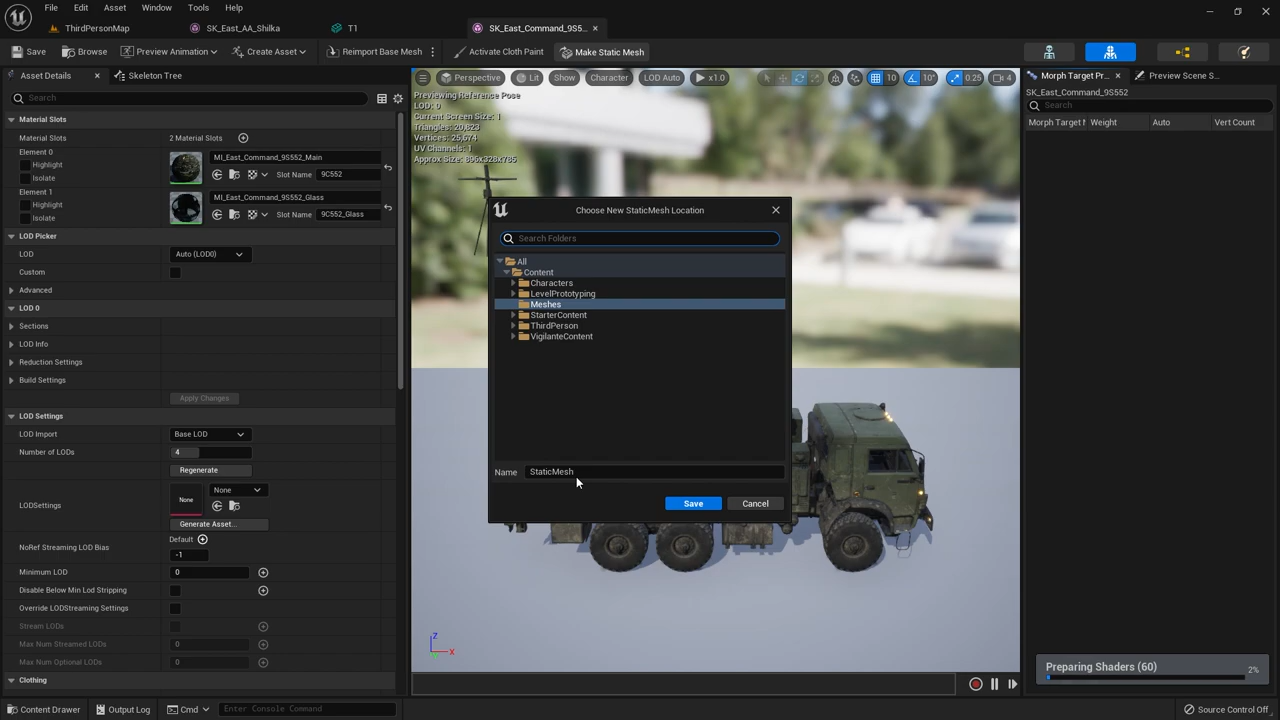 File Edit Asset Window Tools Help
ThirdPersonMap SK_East_AA_Shilka T1 SK_East_Command_9S5...
Save Browse Preview Animation Create Asset Reimport Base Mesh Activate Cloth Paint Make Static Mesh
Asset Details Skeleton Tree
Search
Material Slots
Material Slots 2 Material Slots
Element 0
Highlight
Isolate
MI_East_Command_9S552_Main
Slot Name 9C552
Element 1
Highlight
Isolate
MI_East_Command_9S552_Glass
Slot Name 9C552_Glass
LOD Picker
LOD Auto (LOD0)
Custom
Advanced
LOD 0
Sections
LOD Info
Reduction Settings
Build Settings
Apply Changes
LOD Settings
LOD Import Base LOD
Number of LODs 4
Regenerate
LODSettings None None
Generate Asset...
NoRef Streaming LOD Bias Default
-1
Minimum LOD 0
Disable Below Min Lod Stripping
Override LODStreaming Settings
Stream LODs
Max Num Streamed LODs 0
Max Num Optional LODs 0
Clothing
Perspective Lit Show Character LOD Auto x1.0 10 10° 0.25 4
Previewing Reference Pose
LOD: 0
Current Screen Size: 1
Triangles: 20,823
Vertices: 25,674
UV Channels: 1
Approx Size: 896x328x785
Choose New StaticMesh Location
Search Folders
All
Content
Characters
LevelPrototyping
Meshes
StarterContent
ThirdPerson
VigilanteContent
Name StaticMesh
Save Cancel
Z
X
Morph Target Pr... Preview Scene S...
SK_East_Command_9S552
Search
Morph Target Weight Auto Vert Count
Preparing Shaders (60) 2%
Content Drawer Output Log Cmd Enter Console Command Source Control Off